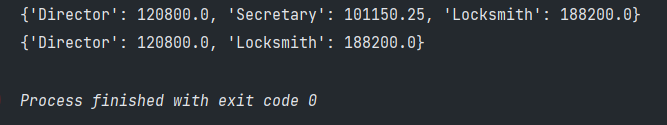 {'Director': 120800.0, 'Secretary': 101150.25, 'Locksmith': 188200.0}
{'Director': 120800.0, 'Locksmith': 188200.0}
Process finished with exit code 0